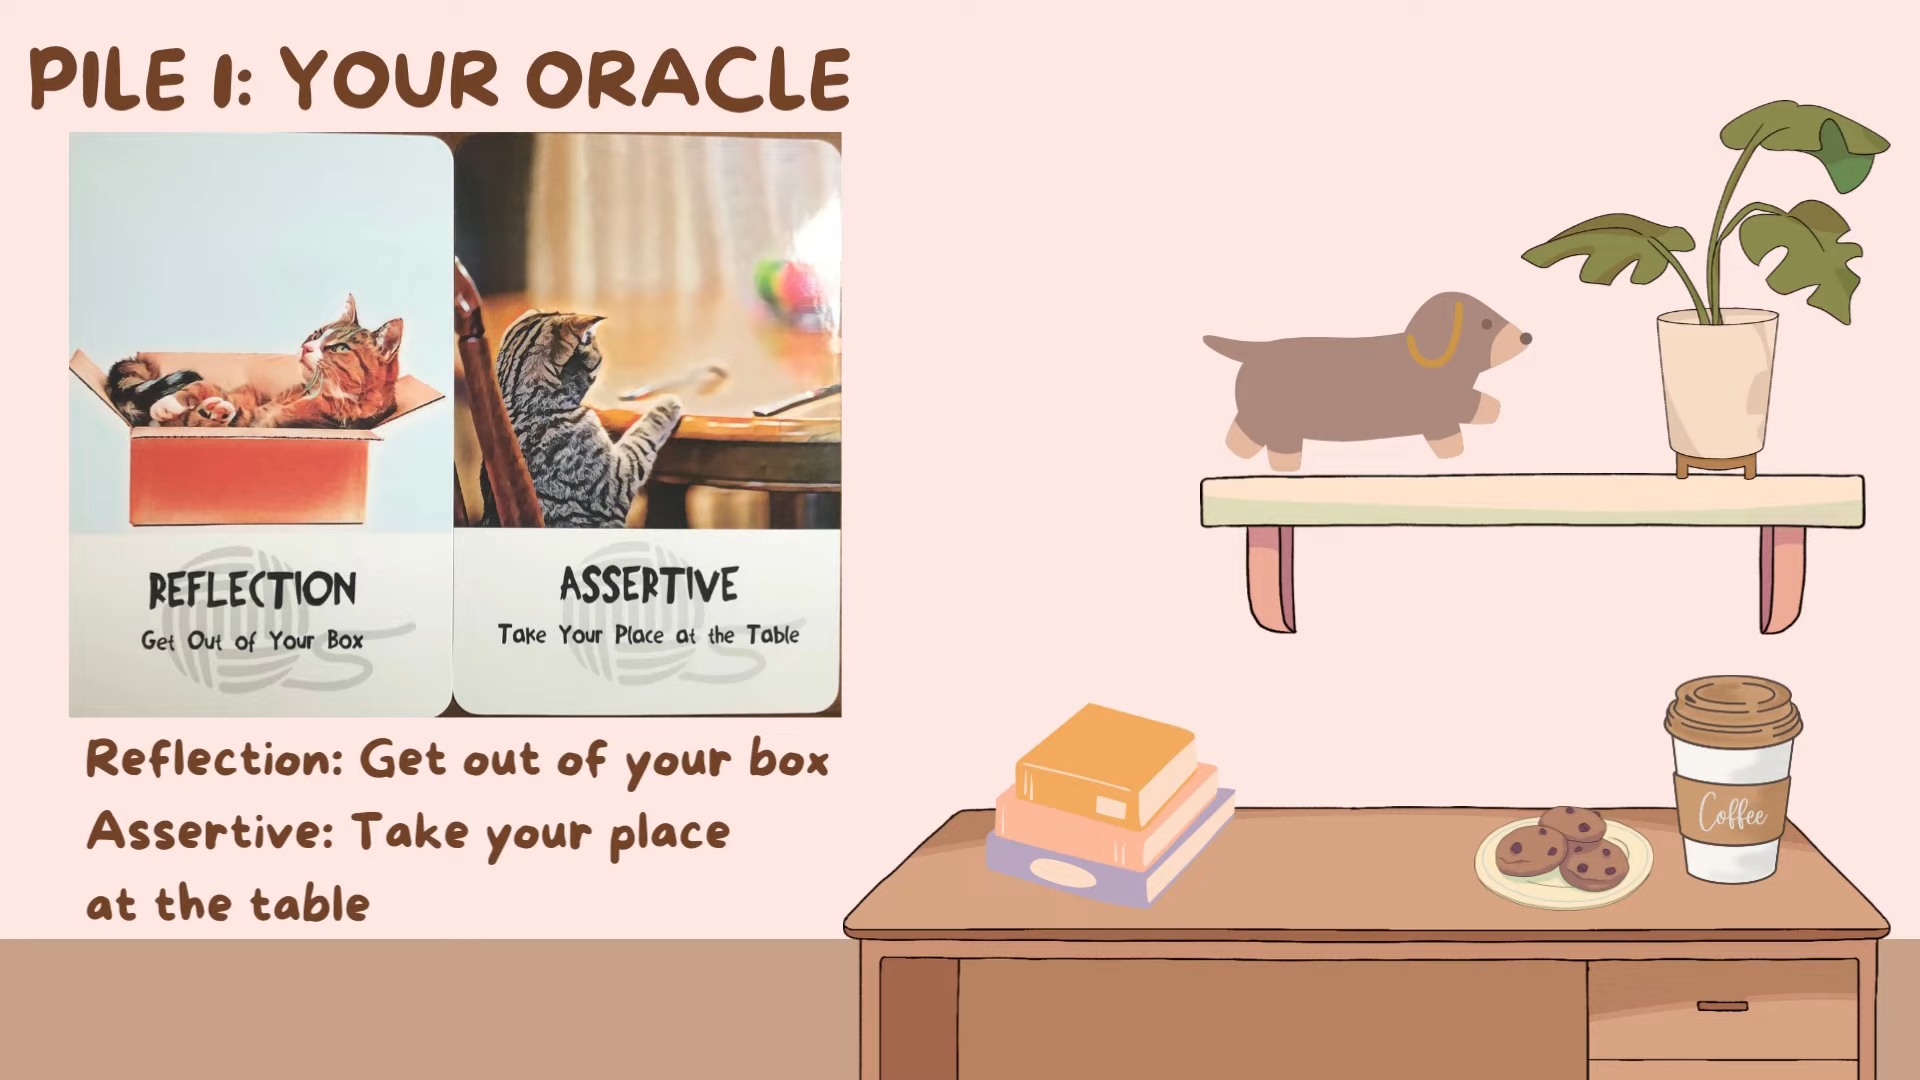 PILE 1: YOUR ORACLE
REFLECTION
Get Out of Your Box
ASSERTIVE
Take Your Place at the Table
Reflection: Get out of your box
Assertive: Take your place
at the table
Coffee